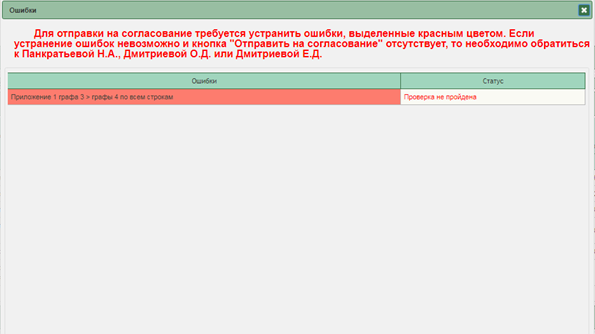 Ошибки
Для отправки на согласование требуется устранить ошибки, выделенные красным цветом. Если
устранение ошибок невозможно и кнопка "Отправить на согласование" отсутствует, то необходимо обратиться
к Панкратьевой Н.А., Дмитриевой О.Д. или Дмитриевой Е.Д.
Ошибки Статус
Приложение 1 графа 3 > графы 4 по всем строкам Проверка не пройдена